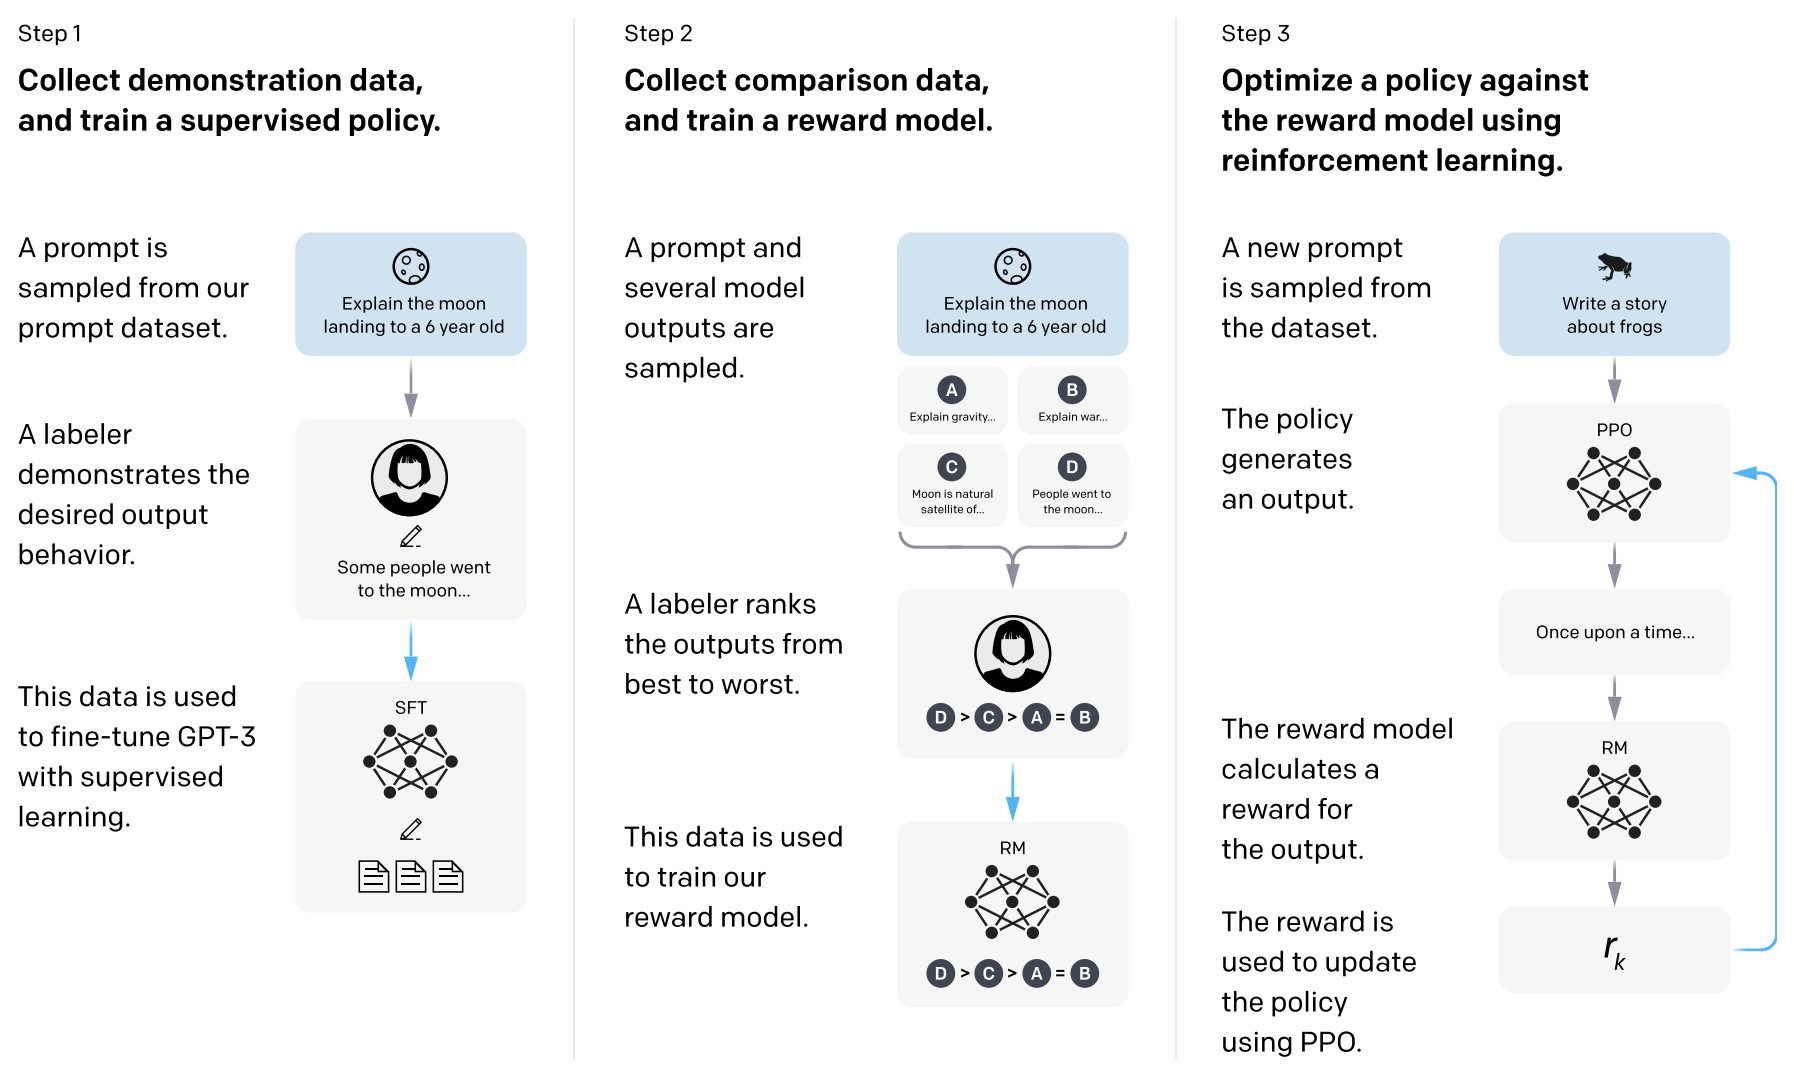 Step 1
Collect demonstration data,
and train a supervised policy.
A prompt is
sampled from our
prompt dataset.
Explain the moon
landing to a 6 year old
A labeler
demonstrates the
desired output
behavior.
Some people went
to the moon...
This data is used
to fine-tune GPT-3
with supervised
learning.
SFT
Step 2
Collect comparison data,
and train a reward model.
A prompt and
several model
outputs are
sampled.
Explain the moon
landing to a 6 year old
A
Explain gravity...
B
Explain war...
C
Moon is natural
satellite of...
D
People went to
the moon...
A labeler ranks
the outputs from
best to worst.
D > C > A = B
This data is used
to train our
reward model.
RM
D > C > A = B
Step 3
Optimize a policy against
the reward model using
reinforcement learning.
A new prompt
is sampled from
the dataset.
Write a story
about frogs
The policy
generates
an output.
PPO
Once upon a time...
The reward model
calculates a
reward for
the output.
RM
The reward is
used to update
the policy
using PPO.
r_k